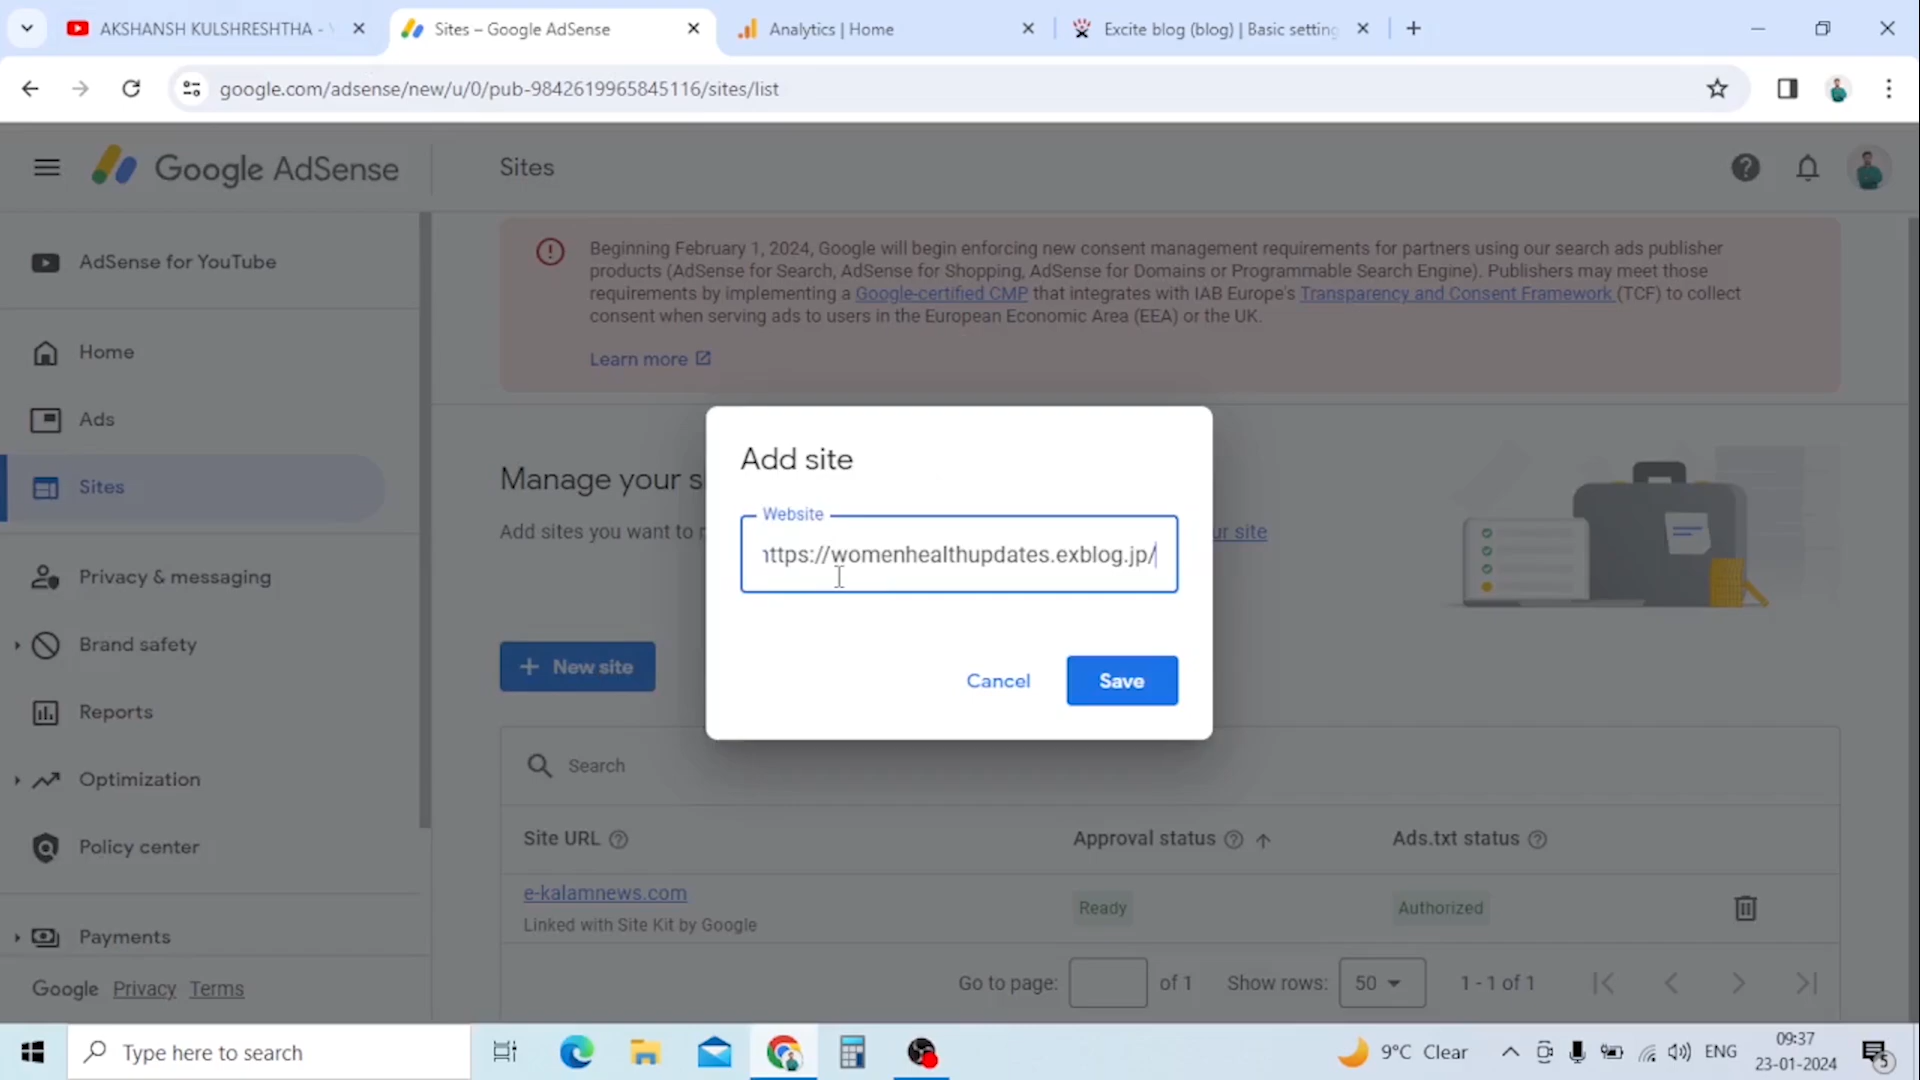 AKSHANSH KULSHRESHTHA -
Sites – Google AdSense
Analytics | Home
Excite blog (blog) | Basic setting
google.com/adsense/new/u/0/pub-9842619965845116/sites/list
Google AdSense
Sites
AdSense for YouTube
Home
Ads
Sites
Privacy & messaging
Brand safety
Reports
Optimization
Policy center
Payments
Google Privacy Terms
Beginning February 1, 2024, Google will begin enforcing new consent management requirements for partners using our search ads publisher
products (AdSense for Search, AdSense for Shopping, AdSense for Domains or Programmable Search Engine). Publishers may meet those
requirements by implementing a Google-certified CMP that integrates with IAB Europe's Transparency and Consent Framework (TCF) to collect
consent when serving ads to users in the European Economic Area (EEA) or the UK.
Learn more
Manage your s
Add sites you want to
ur site
Add site
Website
https://womenhealthupdates.exblog.jp/
Cancel
Save
+ New site
Search
Site URL
Approval status
Ads.txt status
e-kalamnews.com
Linked with Site Kit by Google
Ready
Authorized
Go to page:
of 1
Show rows:
50
1 - 1 of 1
Type here to search
9°C Clear
ENG
09:37
23-01-2024
5